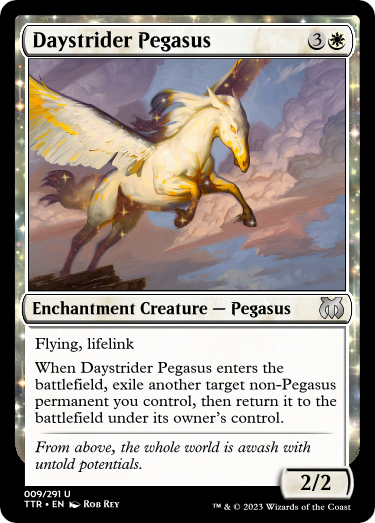 Daystrider Pegasus 3
Enchantment Creature — Pegasus
Flying, lifelink
When Daystrider Pegasus enters the
battlefield, exile another target non-Pegasus
permanent you control, then return it to the
battlefield under its owner's control.
From above, the whole world is awash with
untold potentials.
2/2
009/291 U
TTR • EN Rob Rey
™ & © 2023 Wizards of the Coast